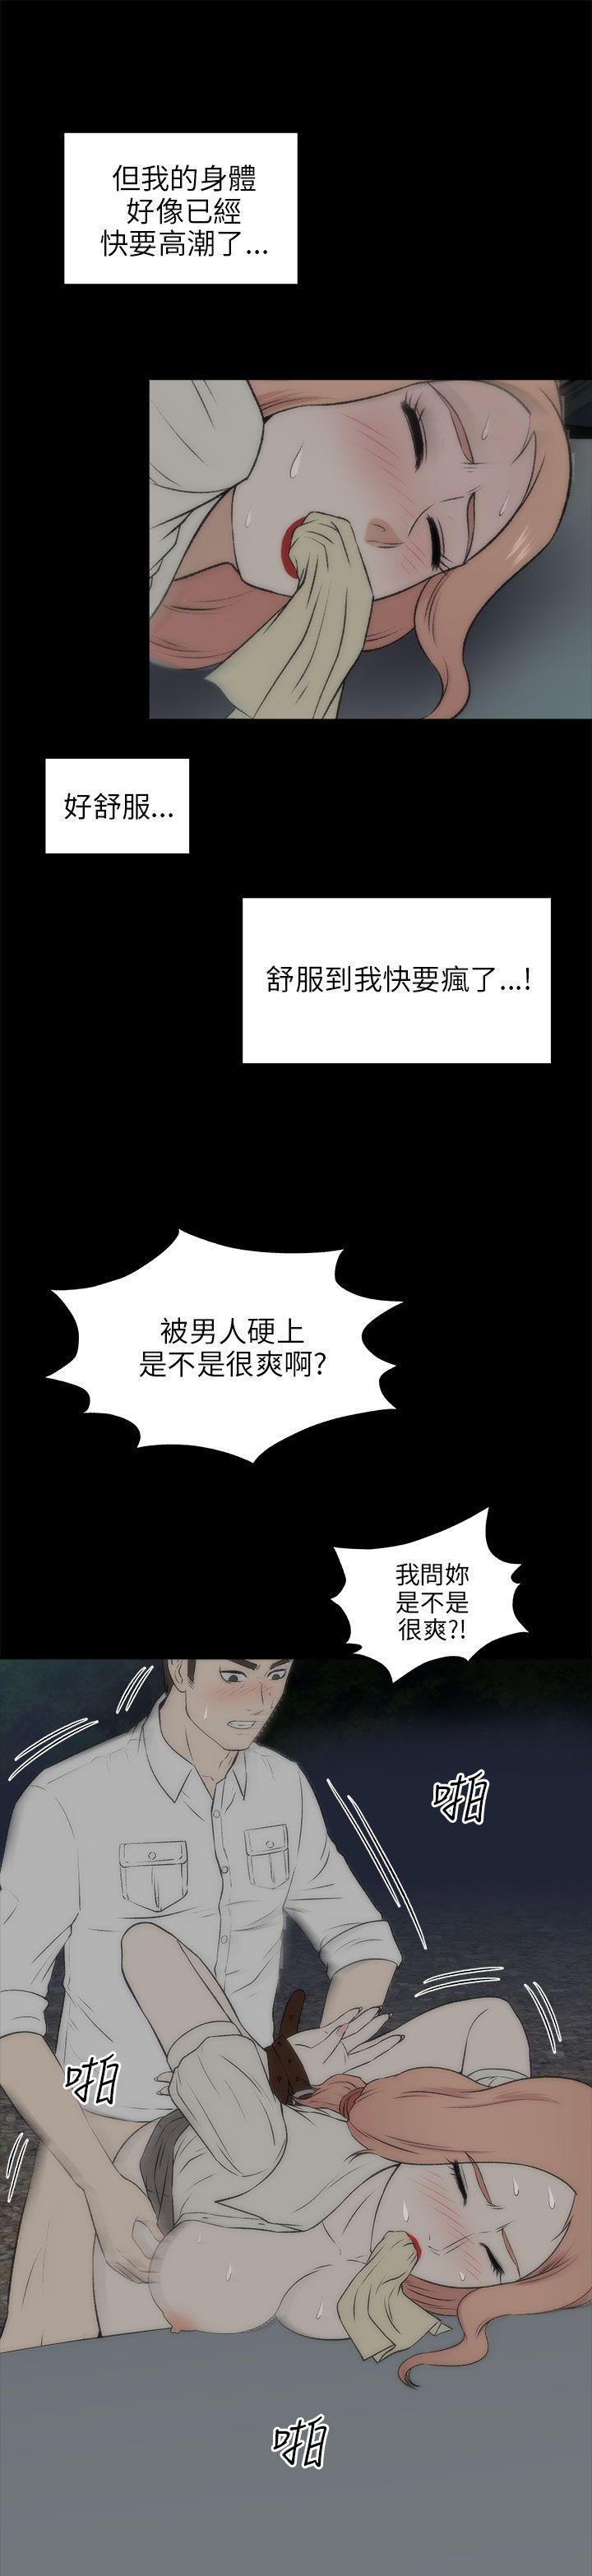 但我的身體
好像已經
快要高潮了...
好舒服...
舒服到我快要瘋了...!
被男人硬上
是不是很爽啊?
我問妳
是不是
很爽?!
啪
啪
啪